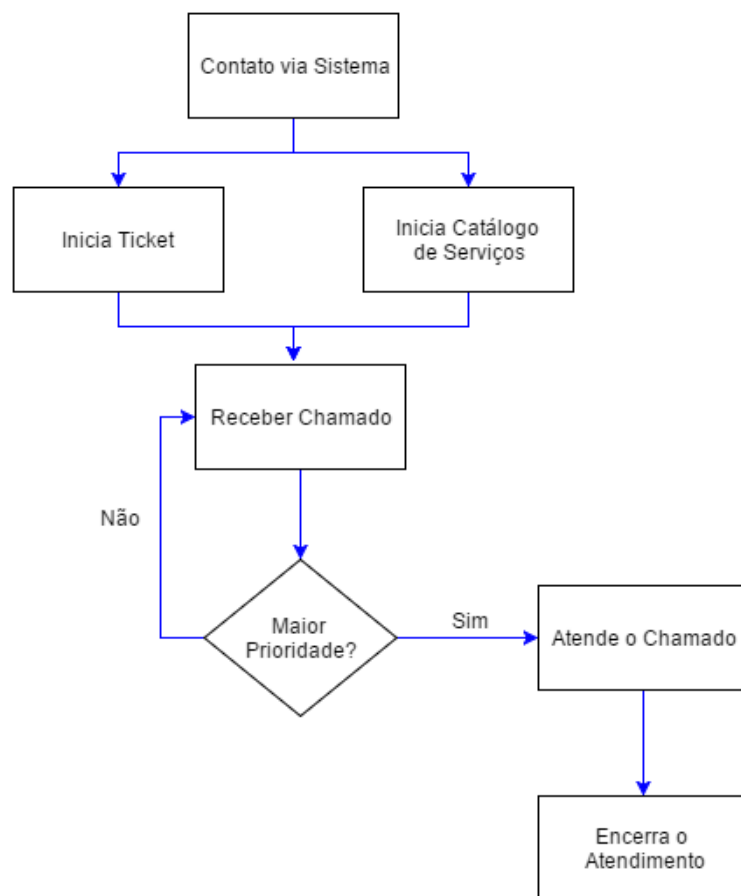 Contato via Sistema
Inicia Ticket
Inicia Catálogo
de Serviços
Receber Chamado
Não
Maior
Prioridade?
Sim
Atende o Chamado
Encerra o
Atendimento